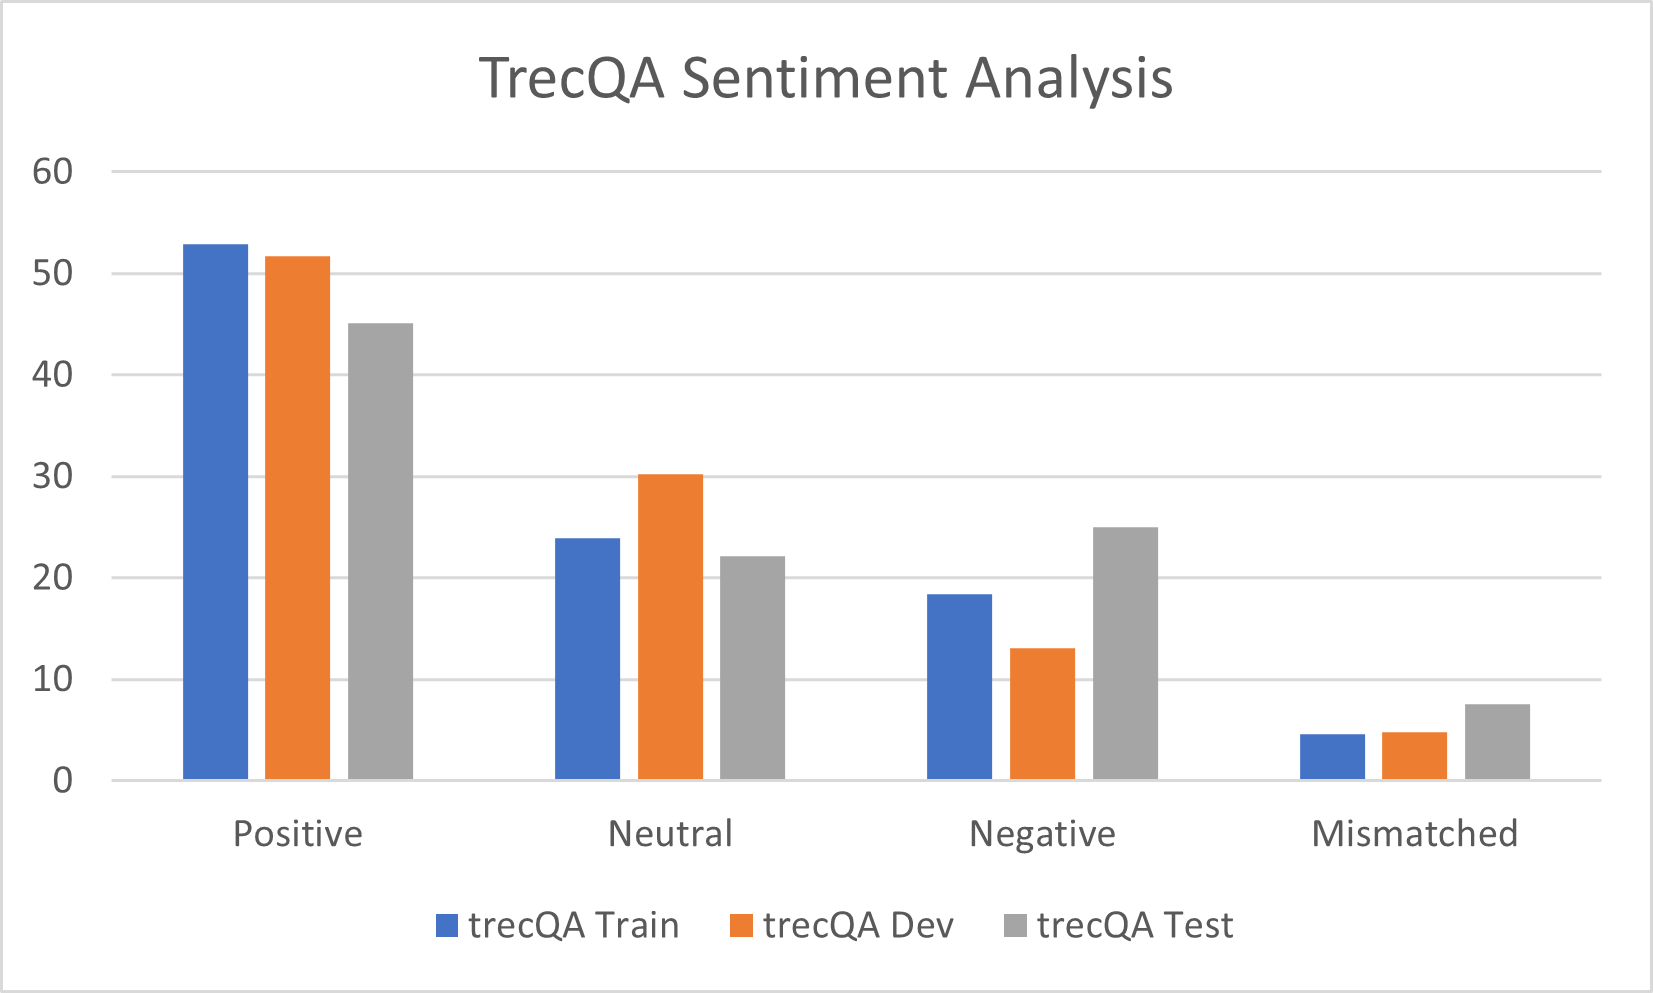 TrecQA Sentiment Analysis
60
50
40
30
20
10
0
Positive Neutral Negative Mismatched
trecQA Train trecQA Dev trecQA Test